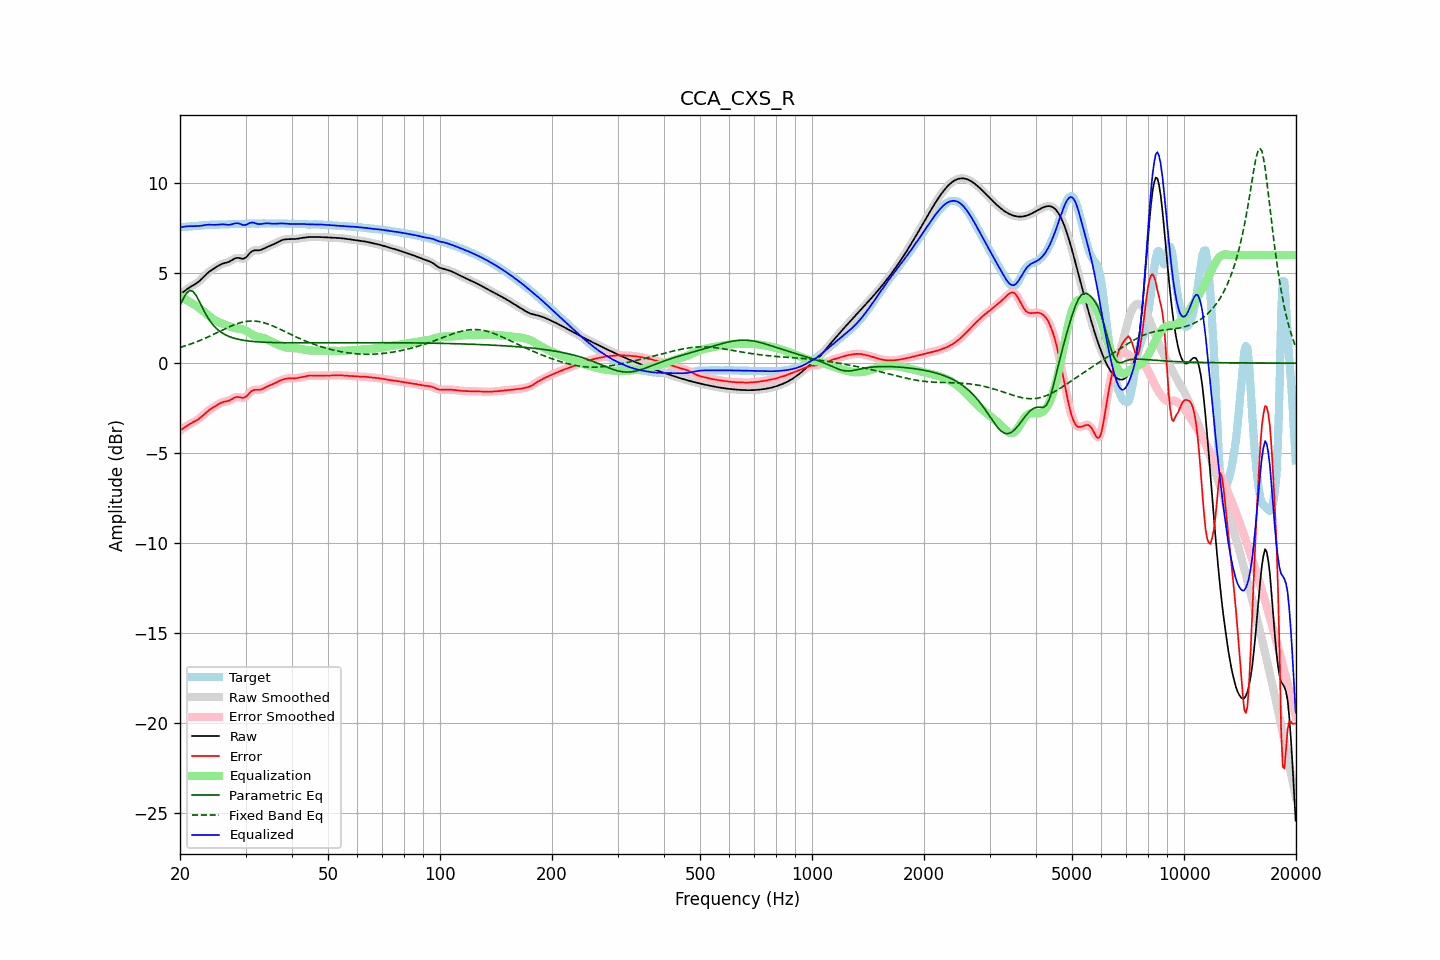 CCA_CXS_R
Amplitude (dBr)
10
5
0
−5
−10
−15
−20
−25
Target
Raw Smoothed
Error Smoothed
Raw
Error
Equalization
Parametric Eq
Fixed Band Eq
Equalized
20 50 100 200 500 1000 2000 5000 10000 20000
Frequency (Hz)